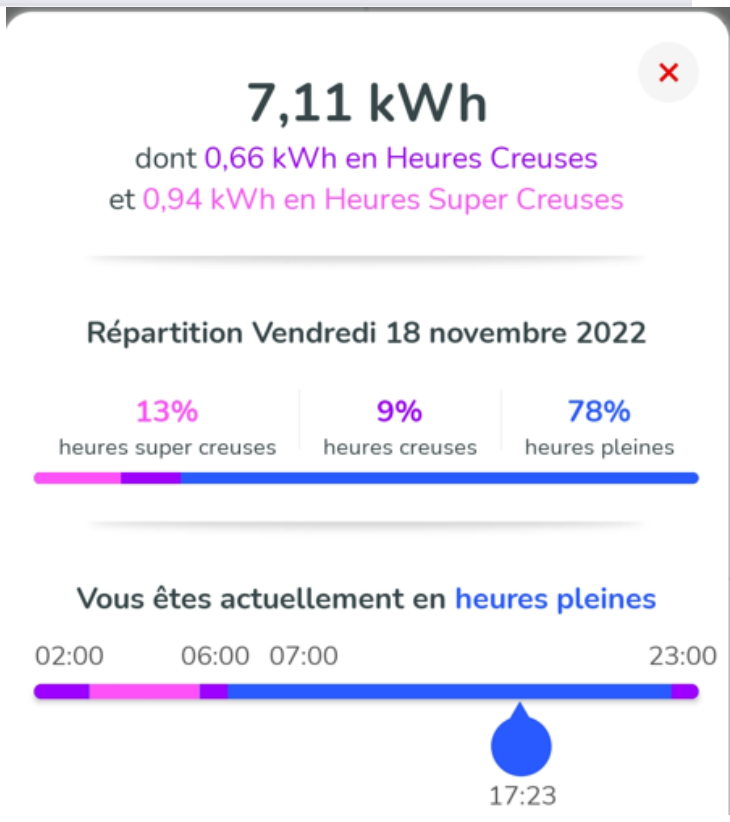 7,11 kWh
dont 0,66 kWh en Heures Creuses
et 0,94 kWh en Heures Super Creuses
Répartition Vendredi 18 novembre 2022
13% 9% 78%
heures super creuses heures creuses heures pleines
Vous êtes actuellement en heures pleines
02:00 06:00 07:00 23:00
17:23